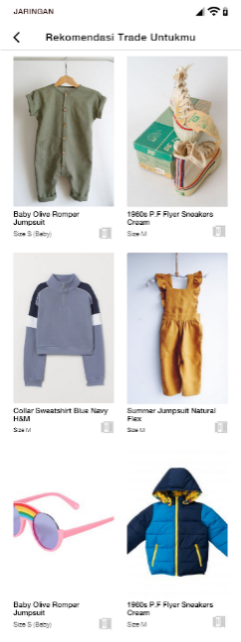 JARINGAN
Rekomendasi Trade Untukmu
Baby Olive Romper
Jumpsuit
Size S (Baby)
1960s P.F Flyer Sneakers
Cream
Size M
Collar Sweatshirt Blue Navy
H&M
Size M
Summer Jumpsuit Natural
Flex
Size M
Baby Olive Romper
Jumpsuit
Size S (Baby)
1960s P.F Flyer Sneakers
Cream
Size M